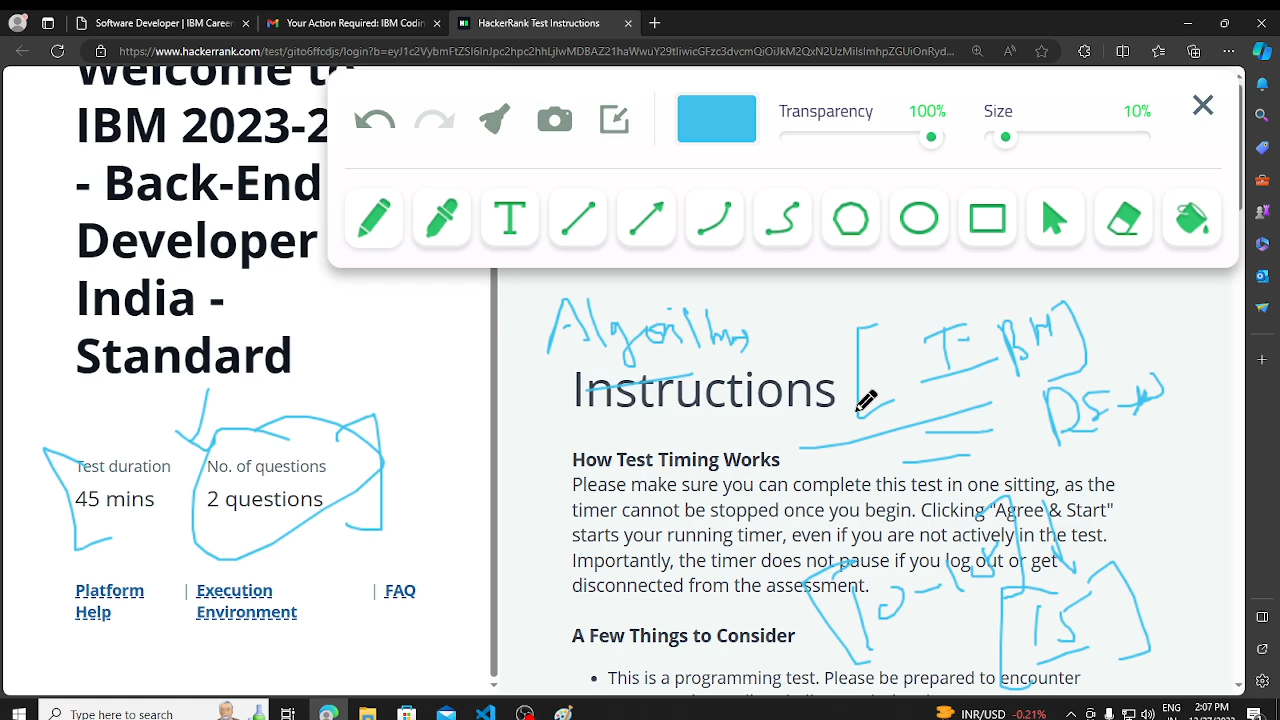 Software Developer | IBM Career
Your Action Required: IBM Codin
HackerRank Test Instructions
https://www.hackerrank.com/test/gito6ffcdjs/login?b=
Welcome to
IBM 2023-2
- Back-End
Developer
India -
Standard
Test duration
No. of questions
45 mins
2 questions
Platform
Help
|
Execution
Environment
|
FAQ
Transparency
100%
Size
10%
T
Instructions
How Test Timing Works
Please make sure you can complete this test in one sitting, as the
timer cannot be stopped once you begin. Clicking "Agree & Start"
starts your running timer, even if you are not actively in the test.
Importantly, the timer does not pause if you log out or get
disconnected from the assessment.
A Few Things to Consider
• This is a programming test. Please be prepared to encounter
15
Type here to search
INR/USD -0.21%
2:07 PM